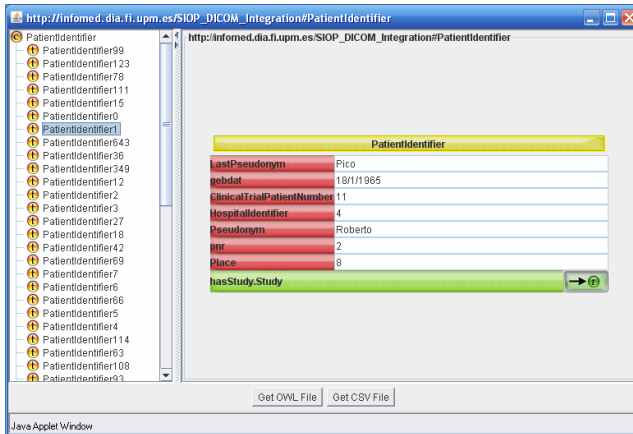 http://infomed.dia.fi.upm.es/SIOP_DICOM_Integration#PatientIdentifier
PatientIdentifier
PatientIdentifier99
PatientIdentifier123
PatientIdentifier78
PatientIdentifier111
PatientIdentifier15
PatientIdentifier0
PatientIdentifier1
PatientIdentifier643
PatientIdentifier36
PatientIdentifier349
PatientIdentifier12
PatientIdentifier2
PatientIdentifier3
PatientIdentifier27
PatientIdentifier18
PatientIdentifier42
PatientIdentifier69
PatientIdentifier7
PatientIdentifier6
PatientIdentifier66
PatientIdentifier5
PatientIdentifier4
PatientIdentifier114
PatientIdentifier63
PatientIdentifier108
PatientIdentifier93
http://infomed.dia.fi.upm.es/SIOP_DICOM_Integration#PatientIdentifier
PatientIdentifier
LastPseudonym Pico
gebdat 18/1/1965
ClinicalTrialPatientNumber 11
HospitalIdentifier 4
Pseudonym Roberto
pnr 2
Place 8
hasStudy.Study r
Get OWL File Get CSV File
Java Applet Window